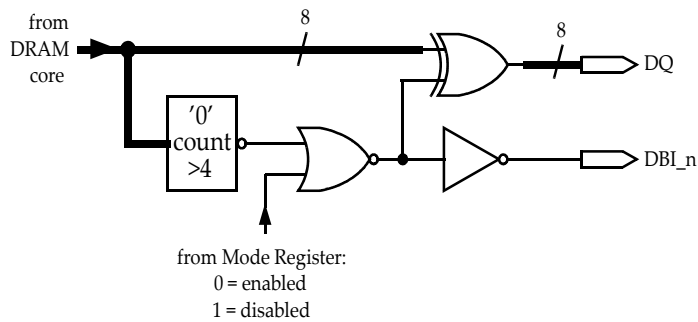 from
DRAM
core
8
8
DQ
'0'
count
>4
DBI_n
from Mode Register:
0 = enabled
1 = disabled